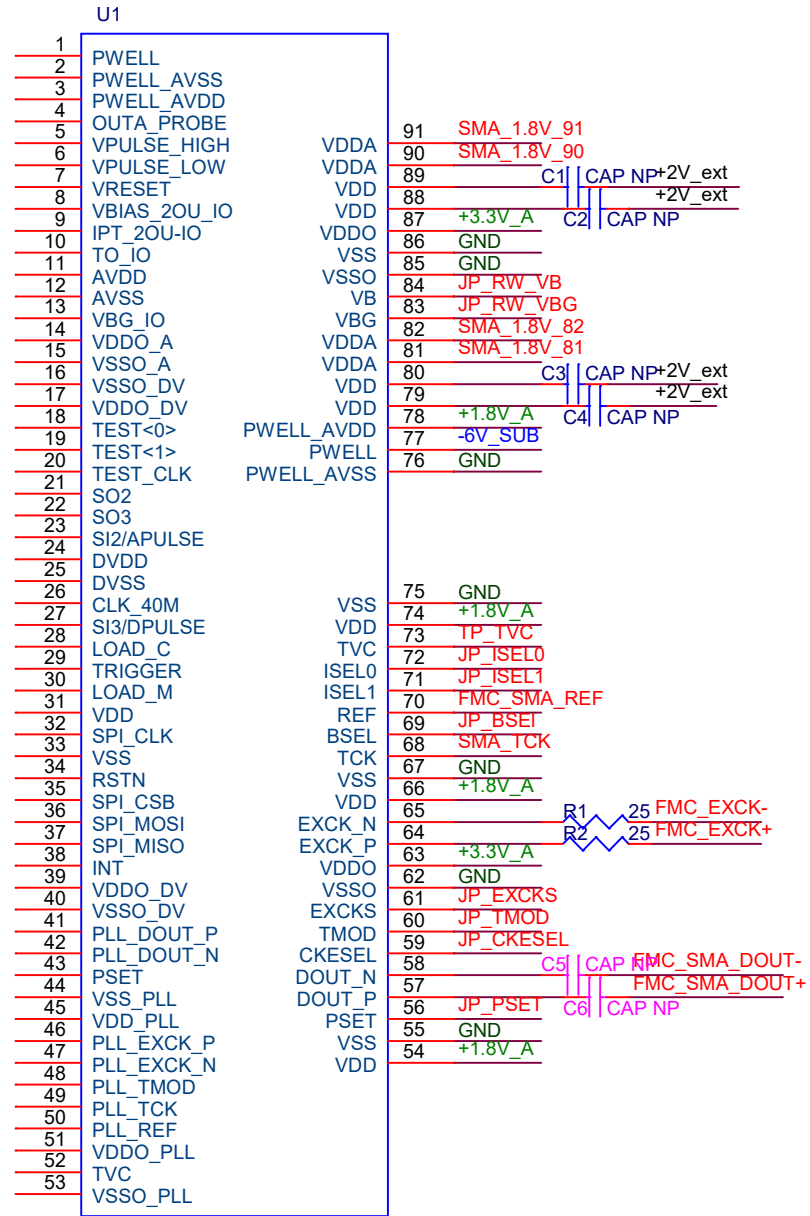 U1
1 PWELL
2 PWELL_AVSS
3 PWELL_AVDD
4 OUTA_PROBE
5 VPULSE_HIGH
6 VPULSE_LOW
7 VRESET
8 VBIAS_2OU_IO
9 IPT_2OU-IO
10 TO_IO
11 AVDD
12 AVSS
13 VBG_IO
14 VDDO_A
15 VSSO_A
16 VSSO_DV
17 VDDO_DV
18 TEST<0>
19 TEST<1>
20 TEST_CLK
21 SO2
22 SO3
23 SI2/APULSE
24 DVDD
25 DVSS
26 CLK_40M
27 SI3/DPULSE
28 LOAD_C
29 TRIGGER
30 LOAD_M
31 VDD
32 SPI_CLK
33 VSS
34 RSTN
35 SPI_CSB
36 SPI_MOSI
37 SPI_MISO
38 INT
39 VDDO_DV
40 VSSO_DV
41 PLL_DOUT_P
42 PLL_DOUT_N
43 PSET
44 VSS_PLL
45 VDD_PLL
46 PLL_EXCK_P
47 PLL_EXCK_N
48 PLL_TMOD
49 PLL_TCK
50 PLL_REF
51 VDDO_PLL
52 TVC
53 VSSO_PLL
VDDA 91 SMA_1.8V_91
VDDA 90 SMA_1.8V_90
VDD 89 C1 CAP NP +2V_ext
VDD 88 C2 CAP NP +2V_ext
VDDO 87 +3.3V_A
VSS 86 GND
VSSO 85 GND
VB 84 JP_RW_VB
VBG 83 JP_RW_VBG
VDDA 82 SMA_1.8V_82
VDDA 81 SMA_1.8V_81
VDD 80 C3 CAP NP +2V_ext
VDD 79 C4 CAP NP +2V_ext
PWELL_AVDD 78 +1.8V_A
PWELL 77 -6V_SUB
PWELL_AVSS 76 GND
VSS 75 GND
VDD 74 +1.8V_A
TVC 73 TP_TVC
ISEL0 72 JP_ISEL0
ISEL1 71 JP_ISEL1
REF 70 FMC_SMA_REF
BSEL 69 JP_BSEl
TCK 68 SMA_TCK
VSS 67 GND
VDD 66 +1.8V_A
EXCK_N 65 R1 25 FMC_EXCK-
EXCK_P 64 R2 25 FMC_EXCK+
VDDO 63 +3.3V_A
VSSO 62 GND
EXCKS 61 JP_EXCKS
TMOD 60 JP_TMOD
CKESEL 59 JP_CKESEL
DOUT_N 58 C5 CAP NP FMC_SMA_DOUT-
DOUT_P 57 C6 CAP NP FMC_SMA_DOUT+
PSET 56 JP_PSET
VSS 55 GND
VDD 54 +1.8V_A